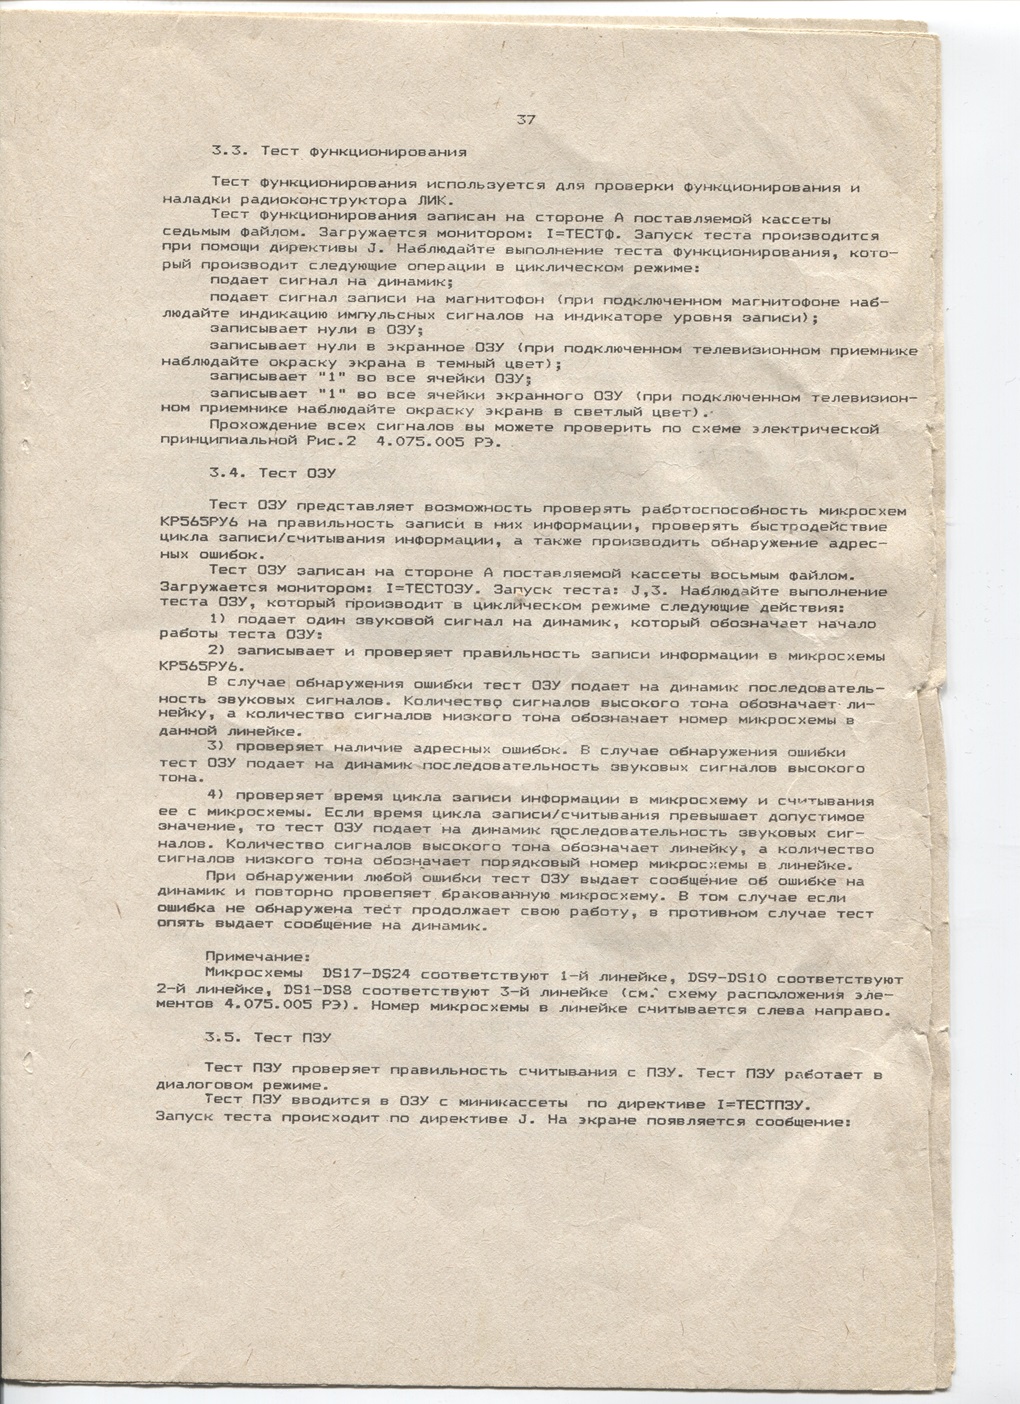 37
3.3. Тест функционирования
Тест функционирования используется для проверки функционирования и
наладки радиоконструктора ЛИК.
Тест функционирования записан на стороне А поставляемой кассеты
седьмым файлом. Загружается монитором: I=ТЕСТФ. Запуск теста производится
при помощи директивы J. Наблюдайте выполнение теста функционирования, кото-
рый производит следующие операции в циклическом режиме:
подает сигнал на динамик;
подает сигнал записи на магнитофон (при подключенном магнитофоне наб-
людайте индикацию импульсных сигналов на индикаторе уровня записи);
записывает нули в ОЗУ;
записывает нули в экранное ОЗУ (при подключенном телевизионном приемнике
наблюдайте окраску экрана в темный цвет);
записывает "1" во все ячейки ОЗУ;
записывает "1" во все ячейки экранного ОЗУ (при подключенном телевизион-
ном приемнике наблюдайте окраску экранв в светлый цвет).
Прохождение всех сигналов вы можете проверить по схеме электрической
принципиальной Рис.2 4.075.005 РЭ.
3.4. Тест ОЗУ
Тест ОЗУ представляет возможность проверять работоспособность микросхем
КР565РУ6 на правильность записи в них информации, проверять быстродействие
цикла записи/считывания информации, а также производить обнаружение адрес-
ных ошибок.
Тест ОЗУ записан на стороне А поставляемой кассеты восьмым файлом.
Загружается монитором: I=ТЕСТОЗУ. Запуск теста: J,3. Наблюдайте выполнение
теста ОЗУ, который производит в циклическом режиме следующие действия:
1) подает один звуковой сигнал на динамик, который обозначает начало
работы теста ОЗУ:
2) записывает и проверяет правильность записи информации в микросхемы
КР565РУ6.
В случае обнаружения ошибки тест ОЗУ подает на динамик последователь-
ность звуковых сигналов. Количество сигналов высокого тона обозначает ли-
нейку, а количество сигналов низкого тона обозначает номер микросхемы в
данной линейке.
3) проверяет наличие адресных ошибок. В случае обнаружения ошибки
тест ОЗУ подает на динамик последовательность звуковых сигналов высокого
тона.
4) проверяет время цикла записи информации в микросхему и считывания
ее с микросхемы. Если время цикла записи/считывания превышает допустимое
значение, то тест ОЗУ подает на динамик последовательность звуковых сиг-
налов. Количество сигналов высокого тона обозначает линейку, а количество
сигналов низкого тона обозначает порядковый номер микросхемы в линейке.
При обнаружении любой ошибки тест ОЗУ выдает сообщение об ошибке на
динамик и повторно провепяет бракованную микросхему. В том случае если
ошибка не обнаружена тест продолжает свою работу, в противном случае тест
опять выдает сообщение на динамик.
Примечание:
Микросхемы DS17-DS24 соответствуют 1-й линейке, DS9-DS10 соответствуют
2-й линейке, DS1-DS8 соответствуют 3-й линейке (см. схему расположения эле-
ментов 4.075.005 РЭ). Номер микросхемы в линейке считывается слева направо.
3.5. Тест ПЗУ
Тест ПЗУ проверяет правильность считывания с ПЗУ. Тест ПЗУ работает в
диалоговом режиме.
Тест ПЗУ вводится в ОЗУ с миникассеты по директиве I=ТЕСТПЗУ.
Запуск теста происходит по директиве J. На экране появляется сообщение: